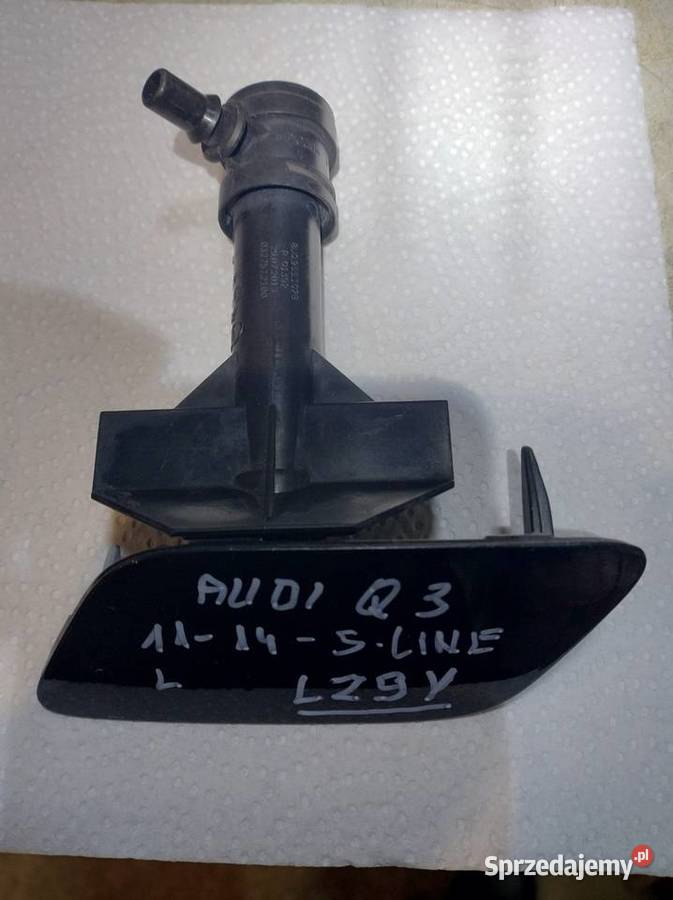 AUDI Q3
11-14-S-LINE
L LZ9Y
Sprzedajemy.pl